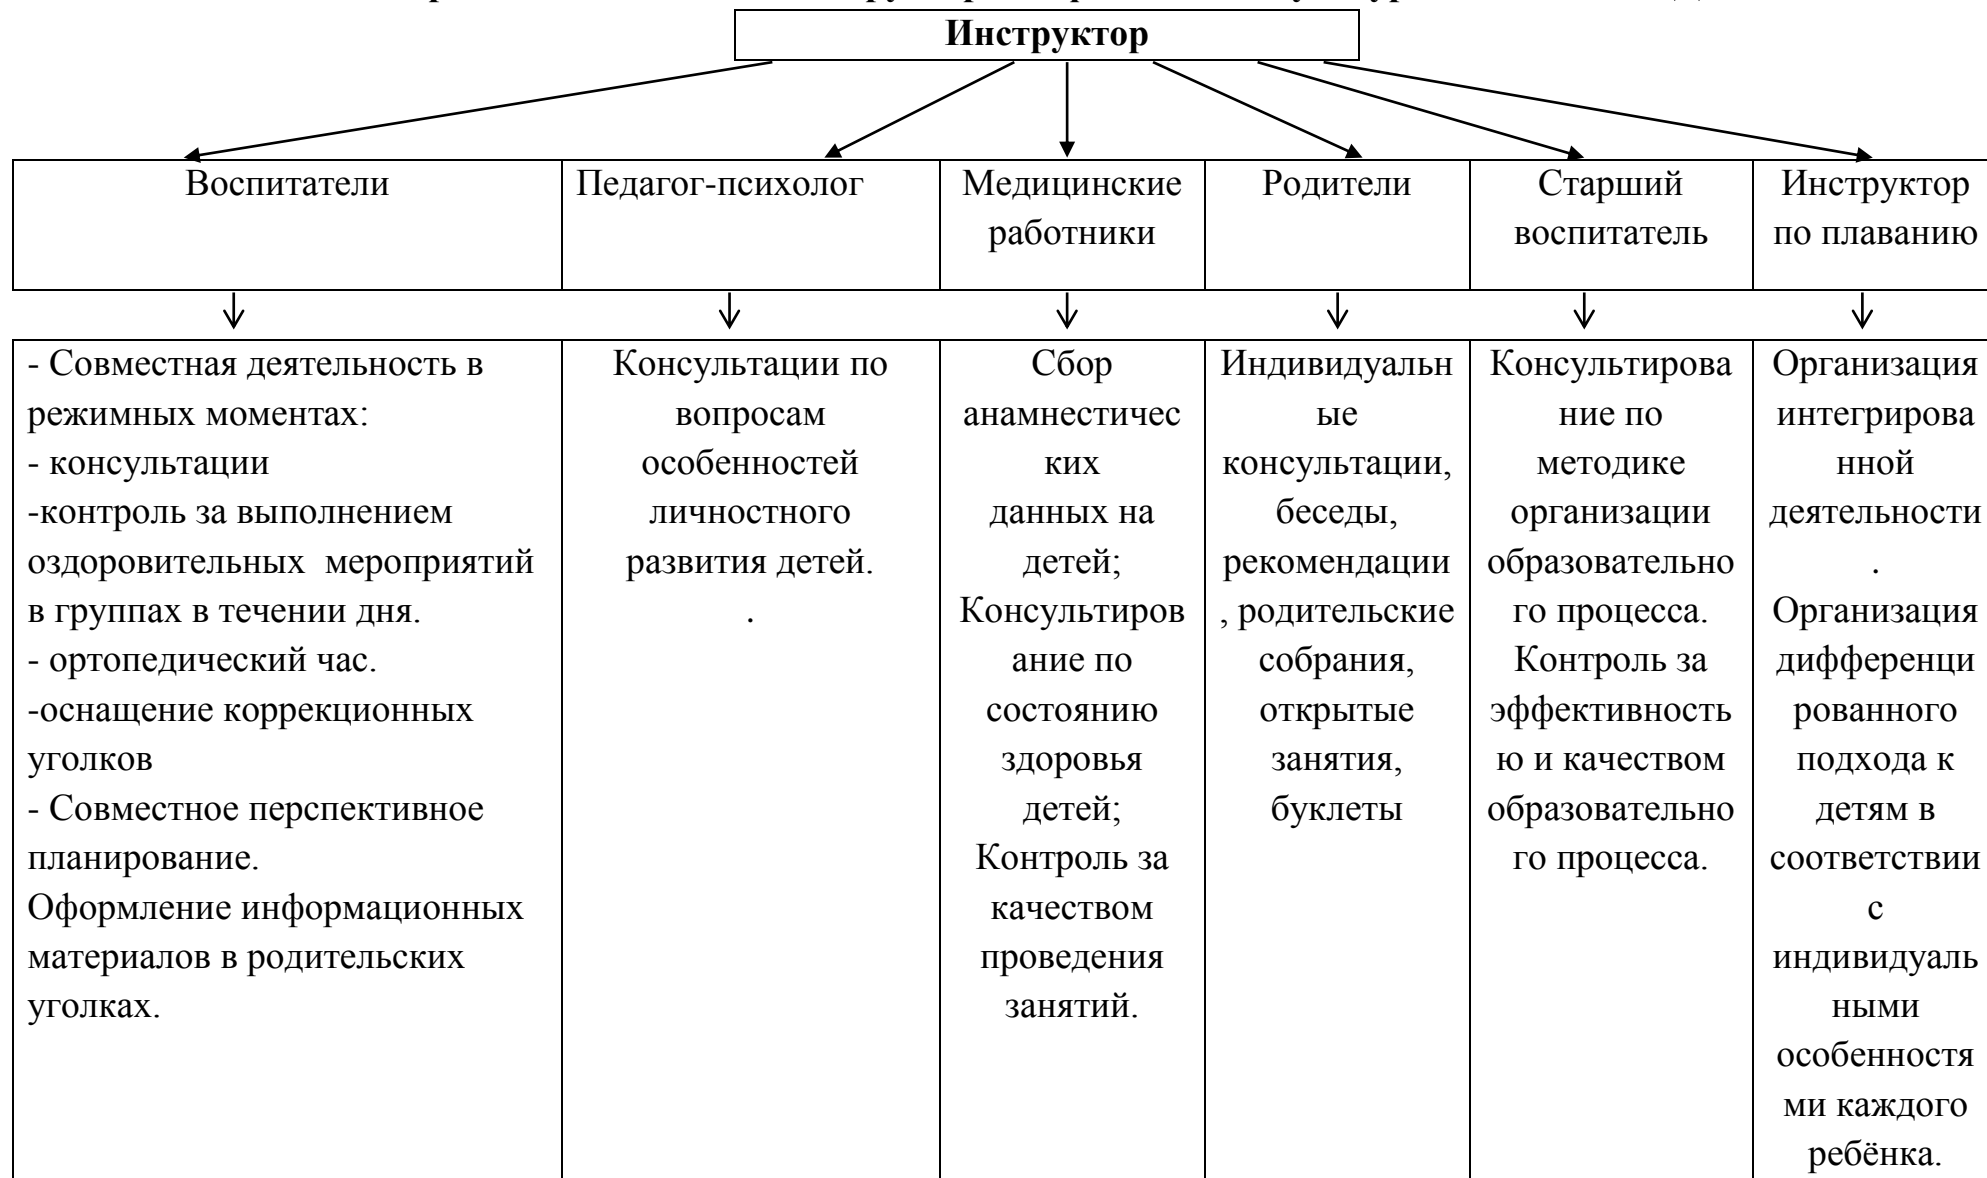 Инструктор
Воспитатели
Педагог-психолог
Медицинские
работники
Родители
Старший
воспитатель
Инструктор
по плаванию
- Совместная деятельность в
режимных моментах:
- консультации
-контроль за выполнением
оздоровительных  мероприятий
в группах в течении дня.
- ортопедический час.
-оснащение коррекционных
уголков
- Совместное перспективное
планирование.
Оформление информационных
материалов в родительских
уголках.
Консультации по
вопросам
особенностей
личностного
развития детей.
.
Сбор
анамнестичес
ких
данных на
детей;
Консультиров
ание по
состоянию
здоровья
детей;
Контроль за
качеством
проведения
занятий.
Индивидуальн
ые
консультации,
беседы,
рекомендации
, родительские
собрания,
открытые
занятия,
буклеты
Консультирова
ние по
методике
организации
образовательно
го процесса.
Контроль за
эффективность
ю и качеством
образовательно
го процесса.
Организация
интегрирова
нной
деятельности
.
Организация
дифференци
рованного
подхода к
детям в
соответствии
с
индивидуаль
ными
особенностя
ми каждого
ребёнка.